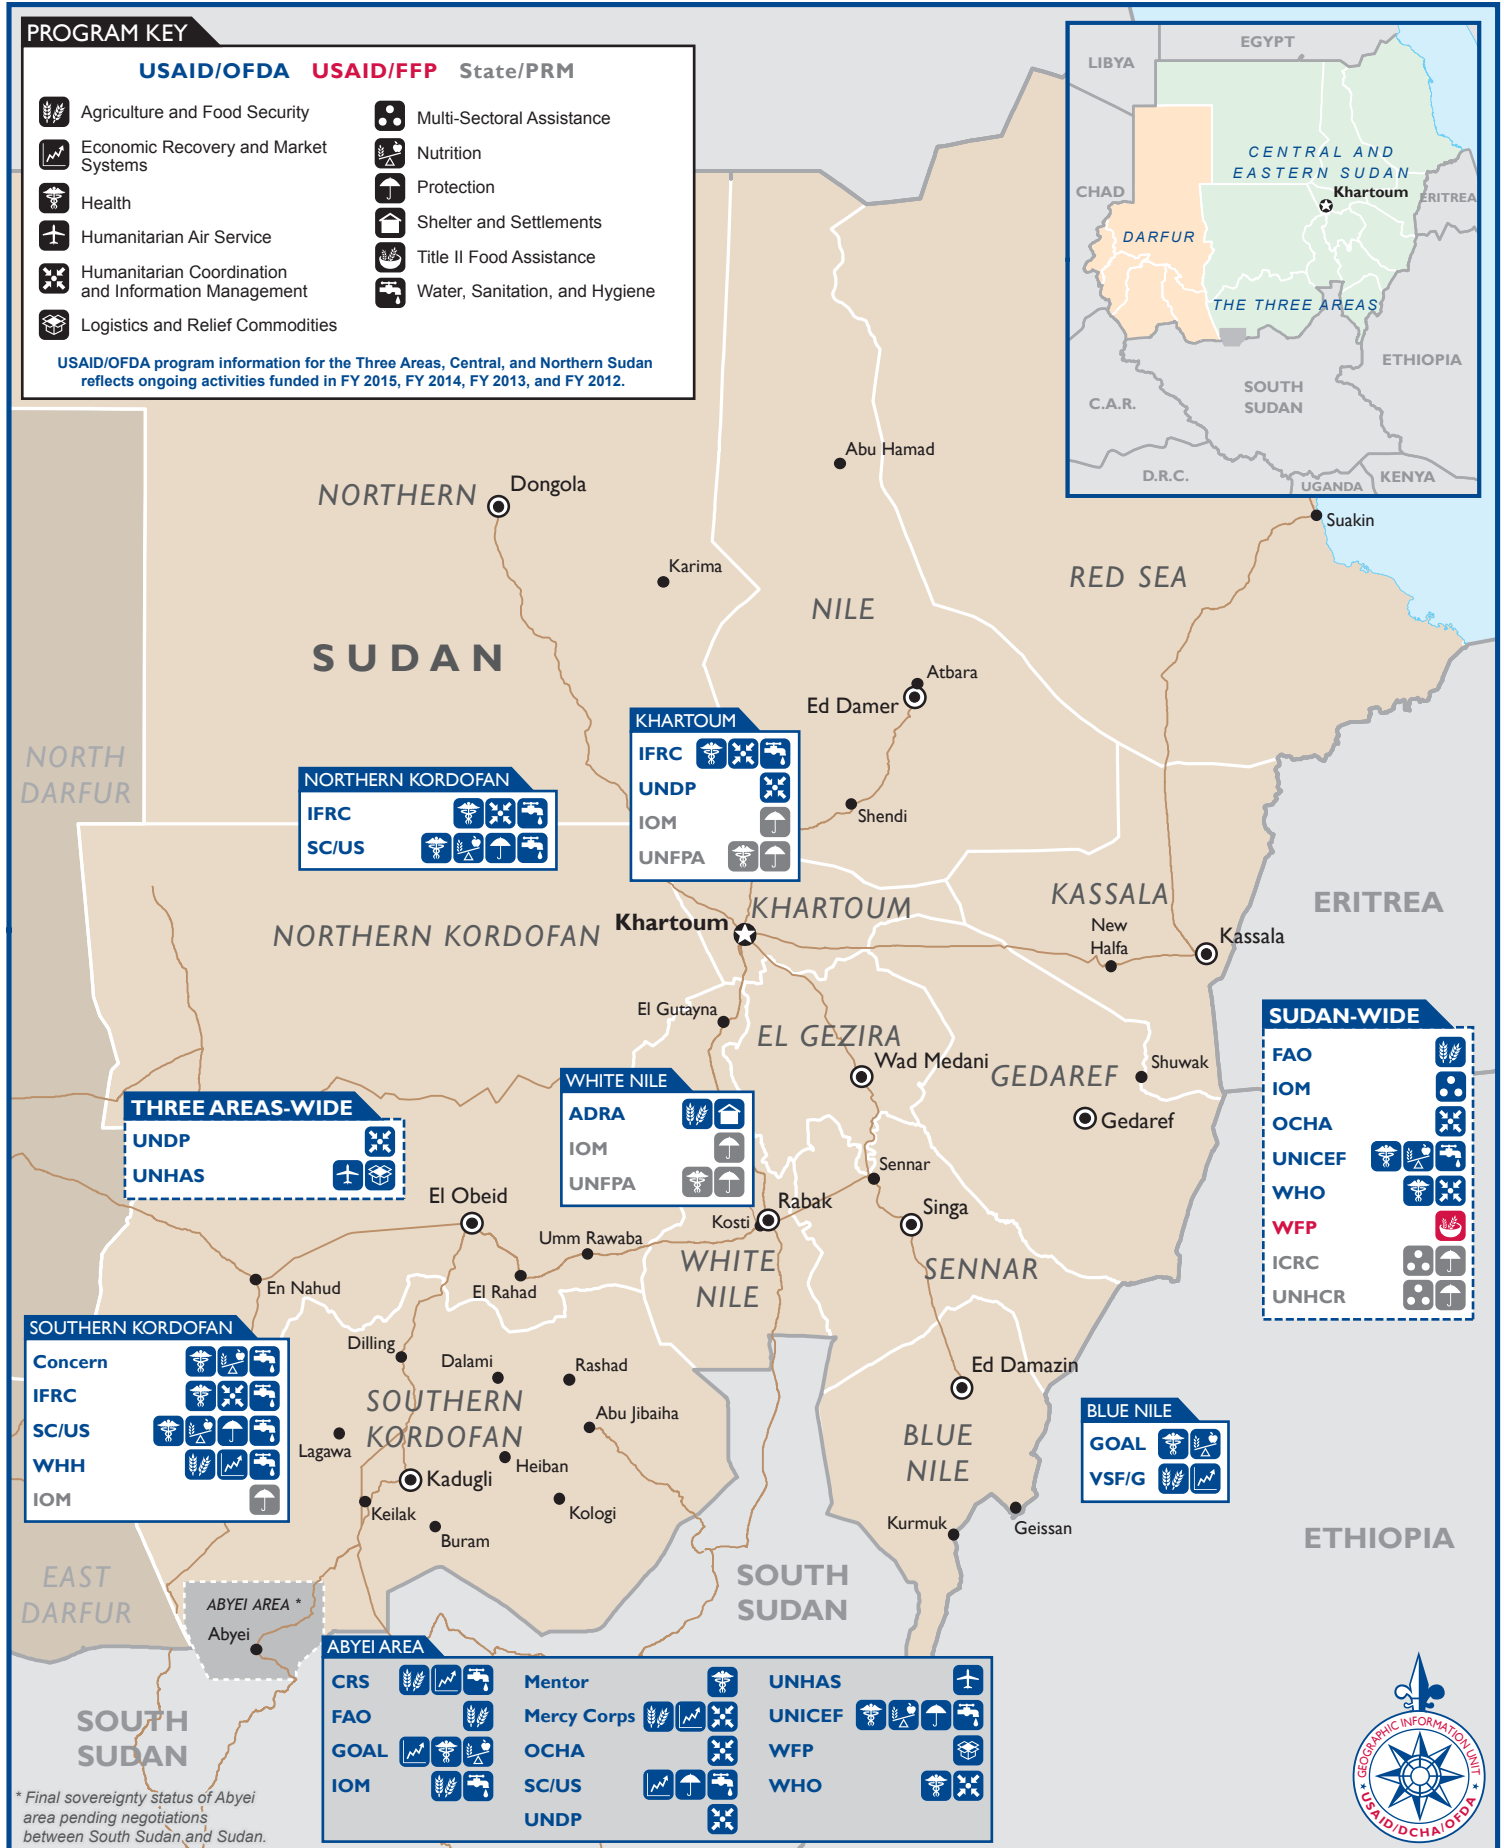 PROGRAM KEY
USAID/OFDA USAID/FFP State/PRM
Agriculture and Food Security
Economic Recovery and Market
Systems
Health
Humanitarian Air Service
Humanitarian Coordination
and Information Management
Logistics and Relief Commodities
Multi-Sectoral Assistance
Nutrition
Protection
Shelter and Settlements
Title II Food Assistance
Water, Sanitation, and Hygiene
USAID/OFDA program information for the Three Areas, Central, and Northern Sudan
reflects ongoing activities funded in FY 2015, FY 2014, FY 2013, and FY 2012.
EGYPT
LIBYA
CENTRAL AND
EASTERN SUDAN
CHAD
Khartoum
ERITREA
DARFUR
THE THREE AREAS
ETHIOPIA
SOUTH
SUDAN
C.A.R.
D.R.C.
UGANDA
KENYA
Abu Hamad
NORTHERN
Dongola
Suakin
Karima
RED SEA
NILE
SUDAN
Atbara
Ed Damer
NORTH
DARFUR
KHARTOUM
IFRC
UNDP
IOM
UNFPA
NORTHERN KORDOFAN
IFRC
SC/US
Shendi
KASSALA
ERITREA
KHARTOUM
Khartoum
NORTHERN KORDOFAN
New
Halfa
Kassala
El Gutayna
EL GEZIRA
Wad Medani
GEDAREF
Shuwak
Gedaref
SUDAN-WIDE
FAO
IOM
OCHA
UNICEF
WHO
WFP
ICRC
UNHCR
WHITE NILE
ADRA
IOM
UNFPA
THREE AREAS-WIDE
UNDP
UNHAS
El Obeid
Sennar
Rabak
Kosti
Singa
Umm Rawaba
WHITE
NILE
SENNAR
En Nahud
El Rahad
SOUTHERN KORDOFAN
Concern
IFRC
SC/US
WHH
IOM
Dilling
Dalami
Rashad
Ed Damazin
SOUTHERN
KORDOFAN
Abu Jibaiha
Lagawa
BLUE
NILE
BLUE NILE
GOAL
VSF/G
Heiban
Kadugli
Keilak
Kologi
Buram
Kurmuk
Geissan
ETHIOPIA
EAST
DARFUR
SOUTH
SUDAN
ABYEI AREA *
Abyei
ABYEI AREA
CRS
FAO
GOAL
IOM
Mentor
Mercy Corps
OCHA
SC/US
UNDP
UNHAS
UNICEF
WFP
WHO
SOUTH
SUDAN
* Final sovereignty status of Abyei
area pending negotiations
between South Sudan and Sudan.
GEOGRAPHIC INFORMATION UNIT
USAID/DCHA/OFDA